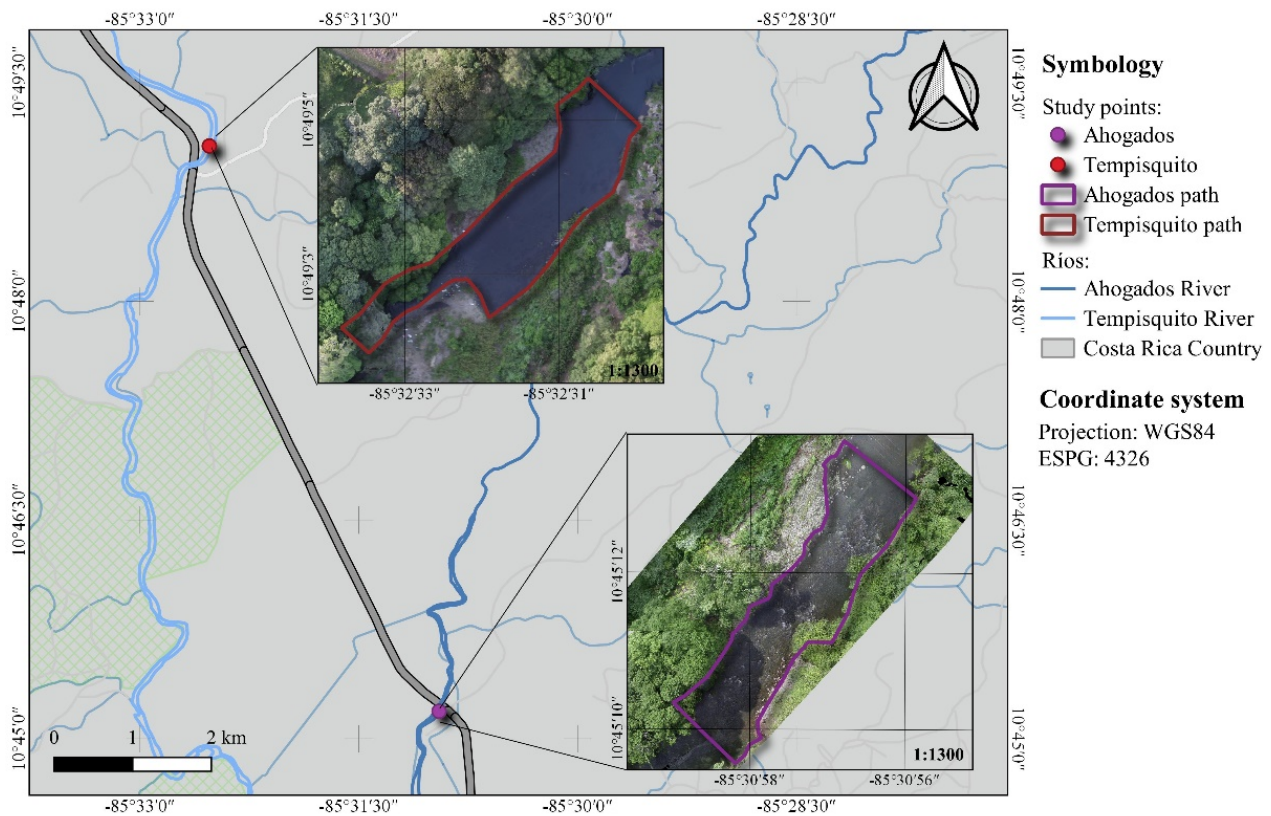 -85°33′0″ -85°31′30″ -85°30′0″ -85°28′30″
10°49′30″
10°48′0″
10°46′30″
10°45′0″
10°49′5″
10°49′3″
1:1300
-85°32′33″ -85°32′31″
10°45′12″
10°45′10″
1:1300
-85°30′58″ -85°30′56″
0 1 2 km
10°49′30″
10°48′0″
10°46′30″
10°45′0″
-85°33′0″ -85°31′30″ -85°30′0″ -85°28′30″
Symbology
Study points:
Ahogados
Tempisquito
Ahogados path
Tempisquito path
Ríos:
Ahogados River
Tempisquito River
Costa Rica Country
Coordinate system
Projection: WGS84
ESPG: 4326